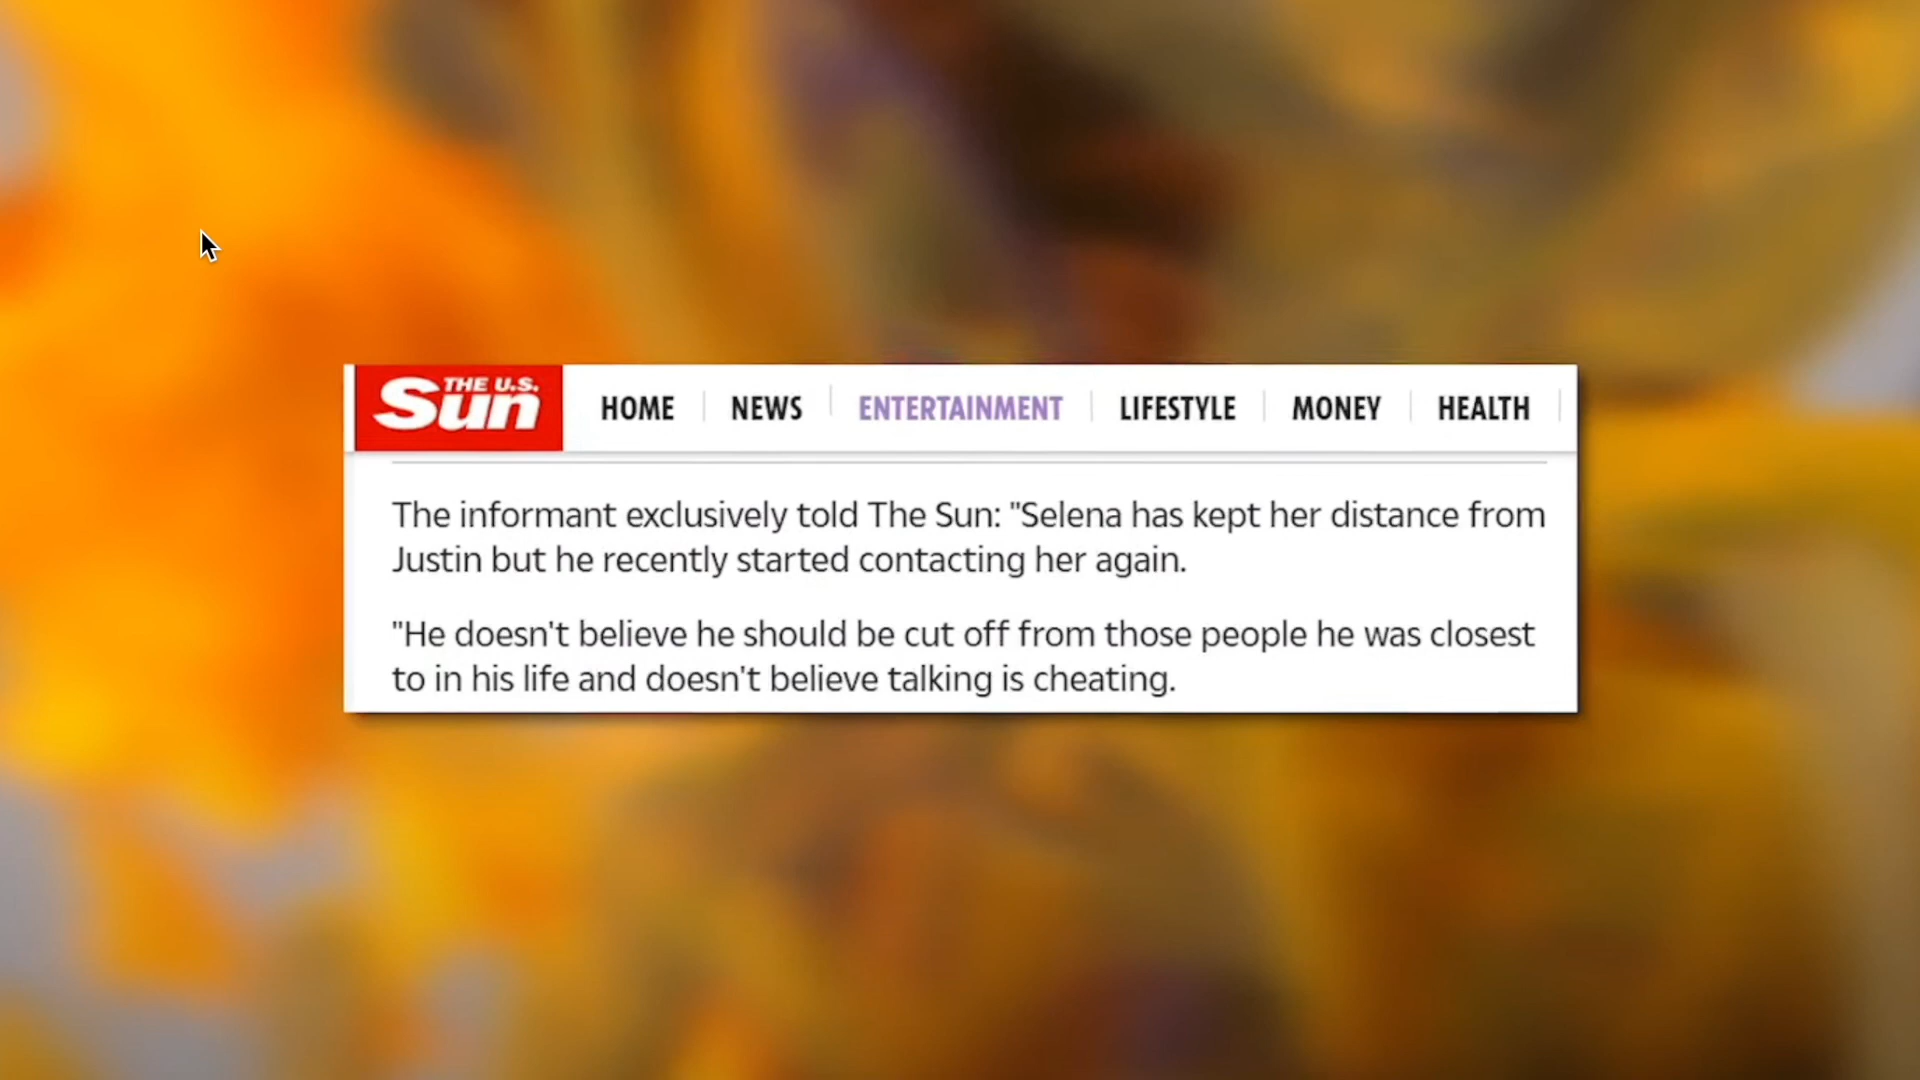 THE U.S.
Sun
HOME NEWS ENTERTAINMENT LIFESTYLE MONEY HEALTH
The informant exclusively told The Sun: "Selena has kept her distance from
Justin but he recently started contacting her again.
"He doesn't believe he should be cut off from those people he was closest
to in his life and doesn't believe talking is cheating.